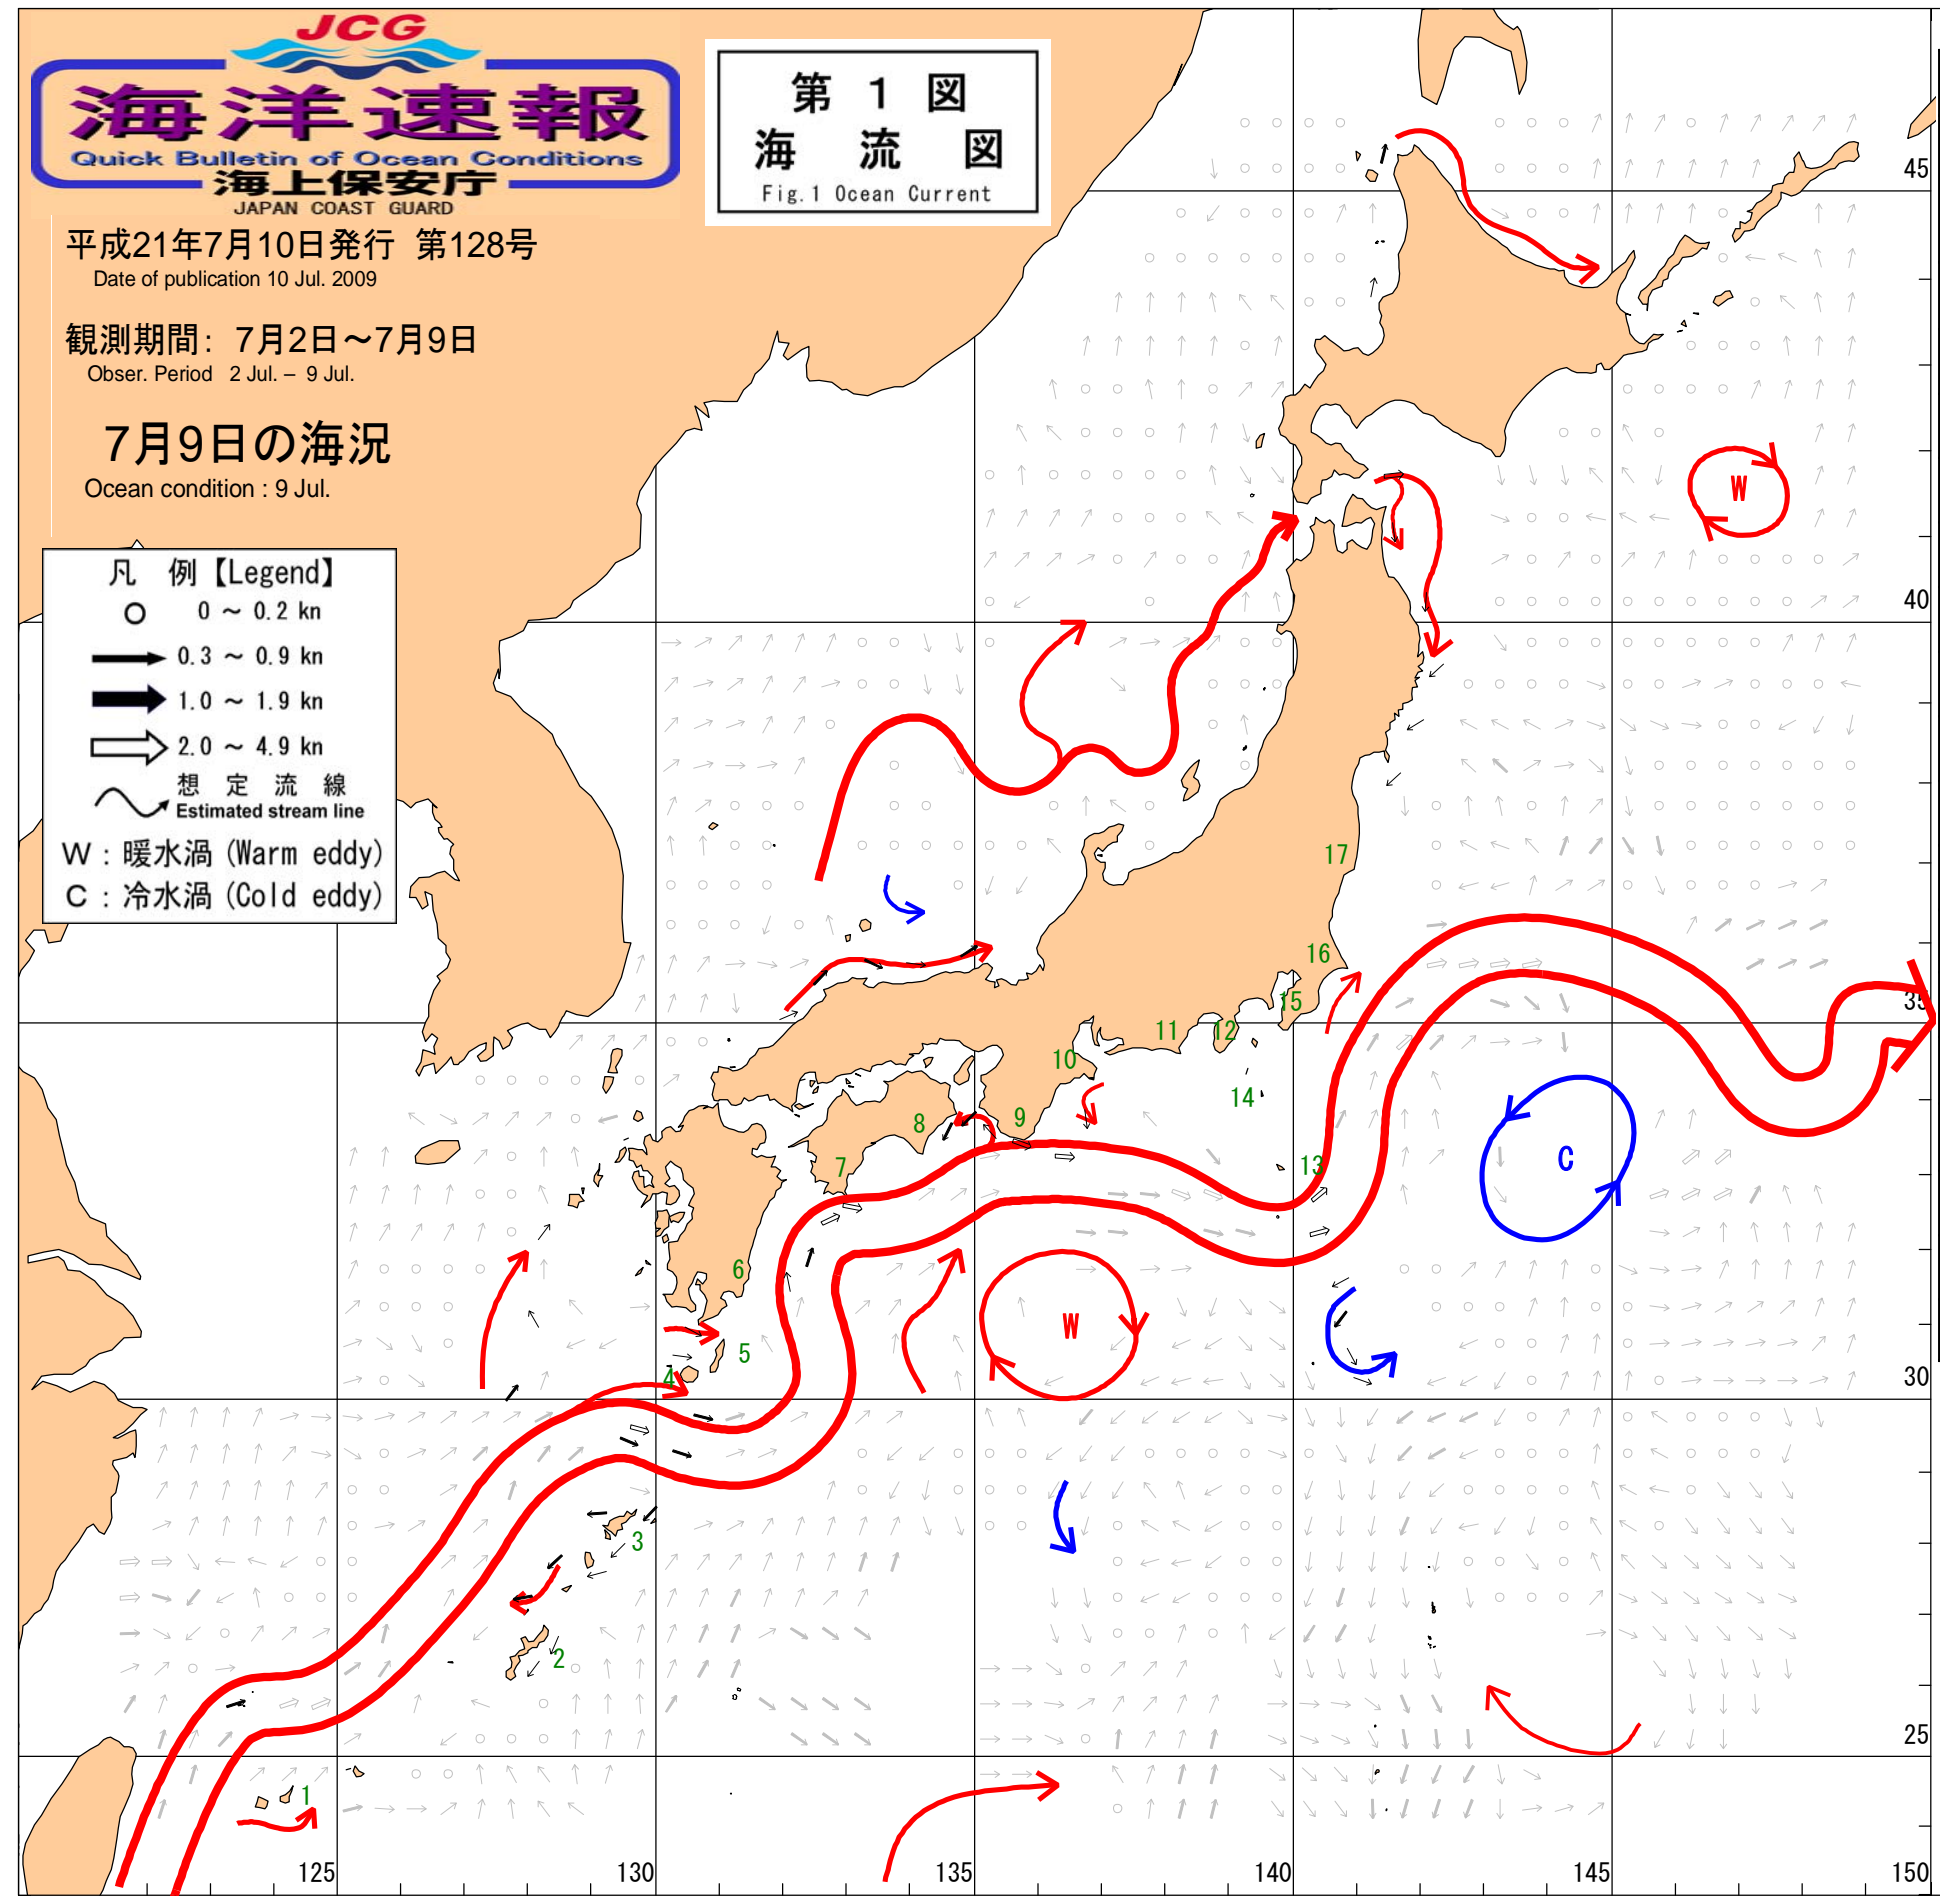 JCG
海洋速報
Quick Bulletin of Ocean Conditions
海上保安庁
JAPAN COAST GUARD
第 1 図
海 流 図
Fig.1 Ocean Current
平成21年7月10日発行 第128号
Date of publication 10 Jul. 2009
観測期間: 7月2日～7月9日
Obser. Period 2 Jul. – 9 Jul.
7月9日の海況
Ocean condition : 9 Jul.
凡 例【Legend】
0 ～ 0.2 kn
0.3 ～ 0.9 kn
1.0 ～ 1.9 kn
2.0 ～ 4.9 kn
想 定 流 線
Estimated stream line
W : 暖水渦 (Warm eddy)
C : 冷水渦 (Cold eddy)
45
W
40
17
16
15
35
11
12
10
14
9
8
7
13
C
6
W
5
4
30
3
2
25
1
125
130
135
140
145
150